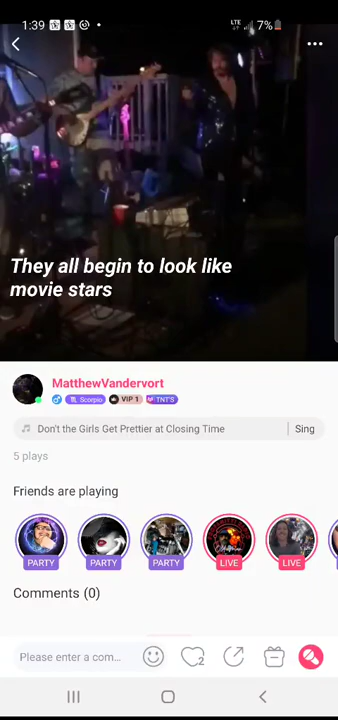 1:39 LTE 7%
They all begin to look like
movie stars
MatthewVandervort
Scorpio VIP 1 TNT'S
Don't the Girls Get Prettier at Closing Time Sing
5 plays
Friends are playing
PARTY PARTY PARTY LIVE LIVE
Comments (0)
Please enter a com... 2